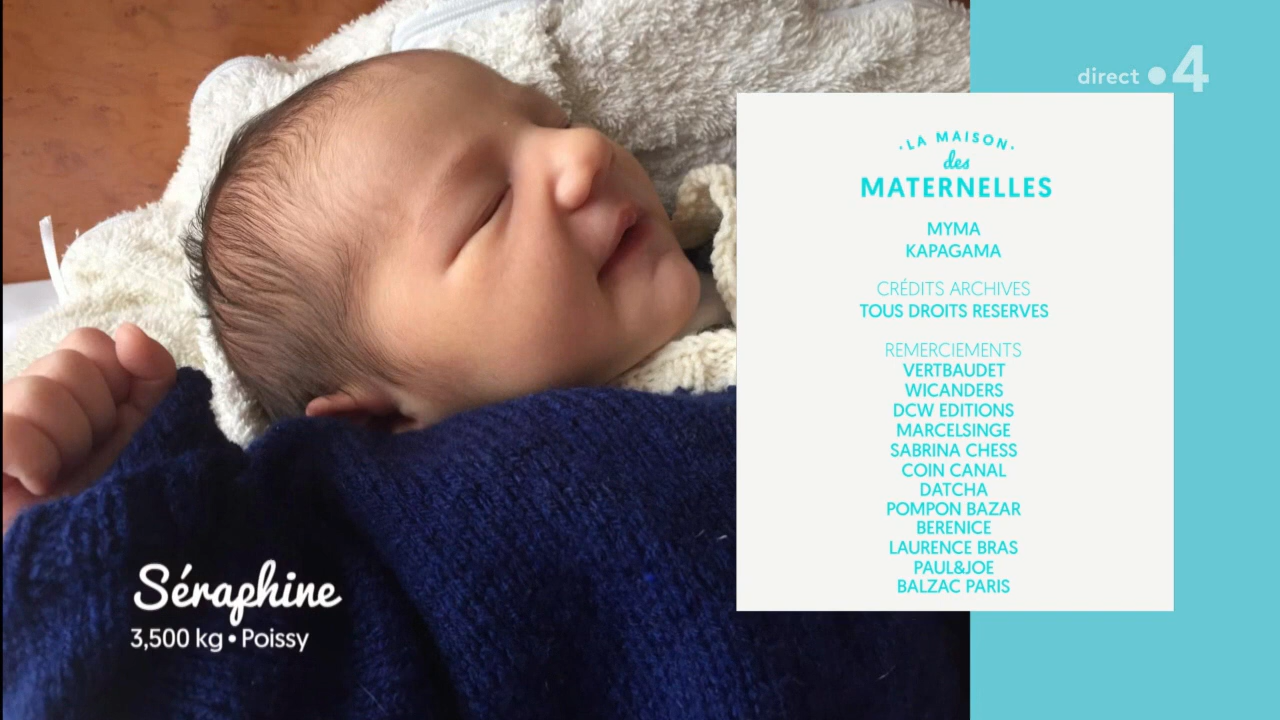 direct 4
·LA MAISON·
des
MATERNELLES
MYMA
KAPAGAMA
CRÉDITS ARCHIVES
TOUS DROITS RESERVES
REMERCIEMENTS
VERTBAUDET
WICANDERS
DCW EDITIONS
MARCELSINGE
SABRINA CHESS
COIN CANAL
DATCHA
POMPON BAZAR
BERENICE
LAURENCE BRAS
PAUL&JOE
BALZAC PARIS
Séraphine
3,500 kg • Poissy